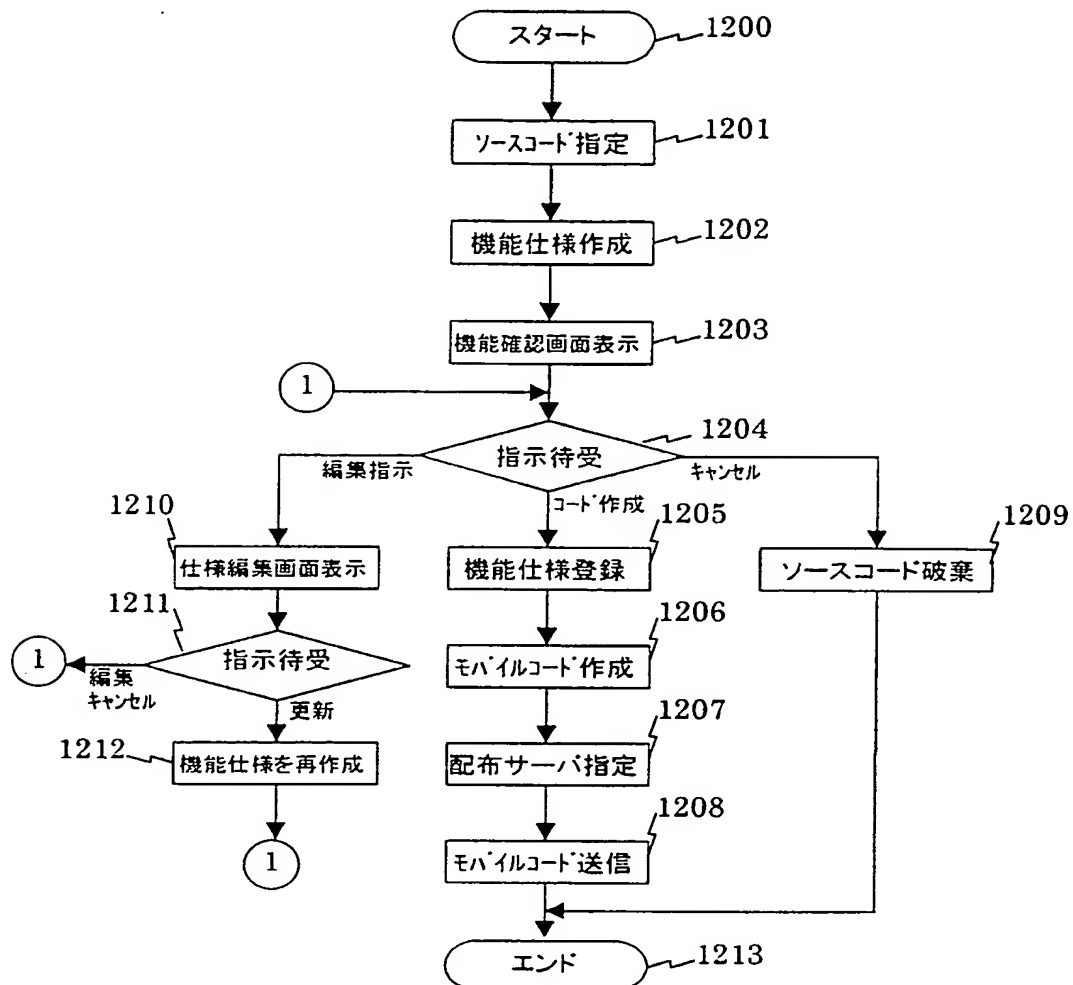 スタート
1200
ソースコード指定
1201
機能仕様作成
1202
機能確認画面表示
1203
1
指示待受
1204
編集指示
コード作成
キャンセル
1210
仕様編集画面表示
1205
機能仕様登録
1209
ソースコード破棄
1211
指示待受
1
編集
キャンセル
更新
1206
モバイルコード作成
1212
機能仕様を再作成
1207
配布サーバ指定
1
1208
モバイルコード送信
エンド
1213